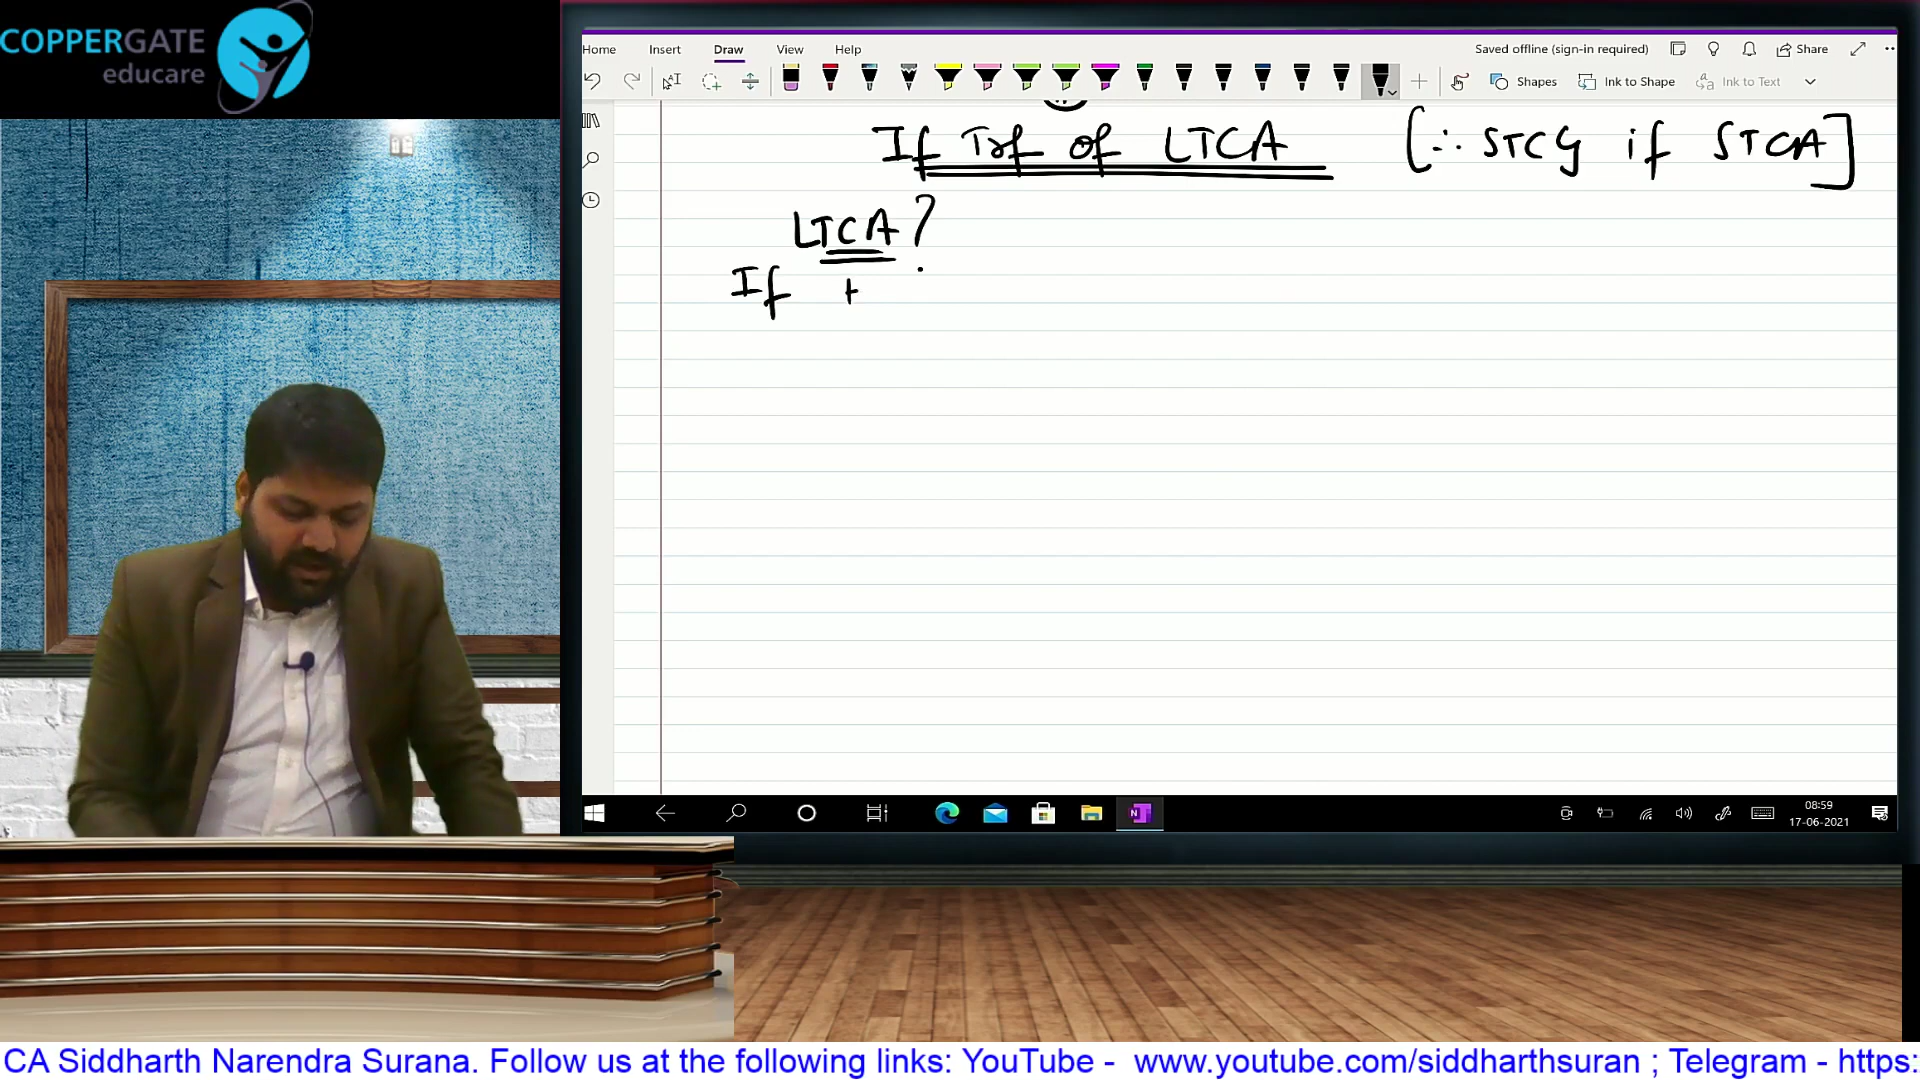 COPPERGATE
educare
Home Insert Draw View Help
Saved offline (sign-in required) Share
Shapes Ink to Shape Ink to Text
If Trf of LTCA [∴ STCG if STCA]
LTCA?
If t
N
08:59
17-06-2021
CA Siddharth Narendra Surana. Follow us at the following links: YouTube - www.youtube.com/siddharthsuran ; Telegram - https: